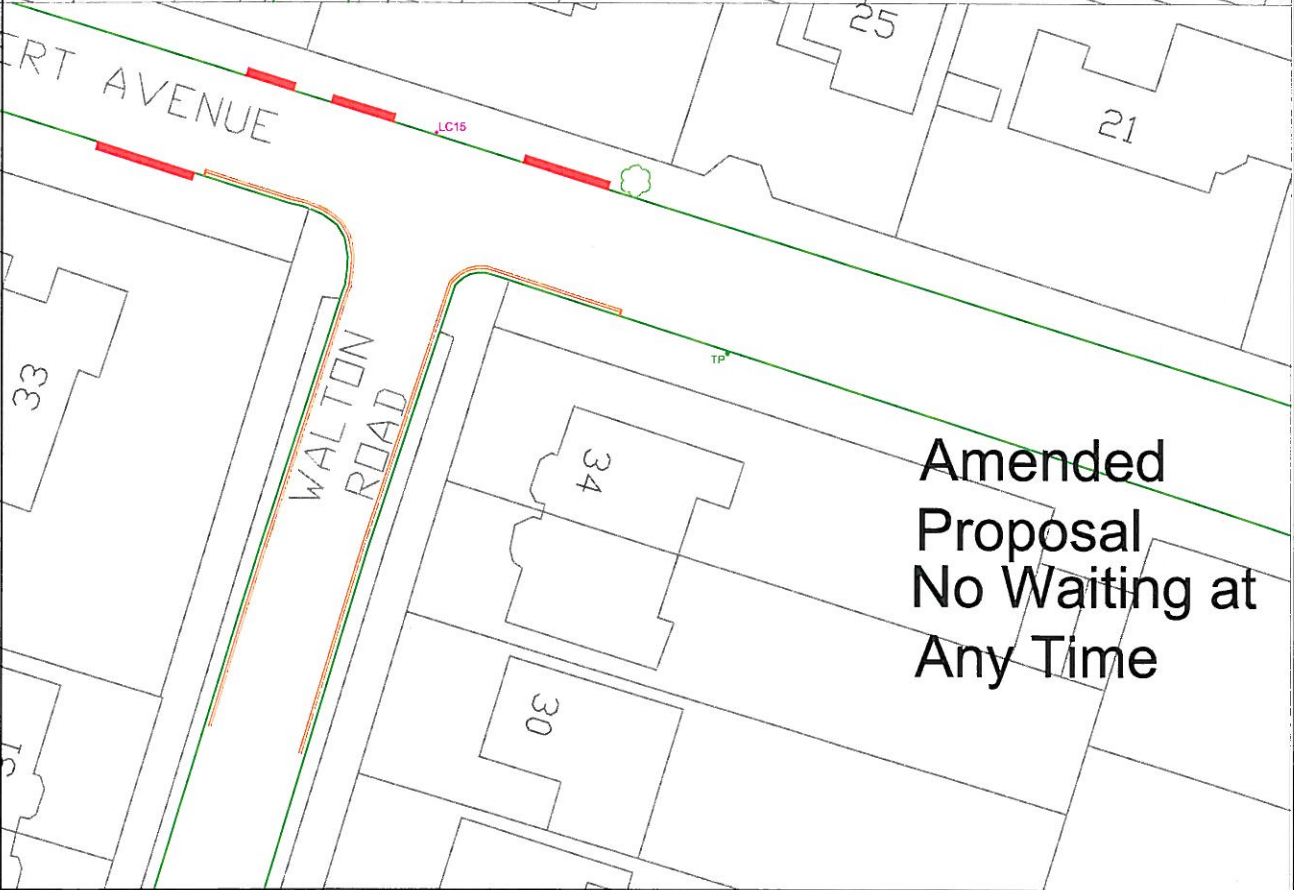 25
ERT AVENUE
21
LC15
33
WALTON
ROAD
TP
34
Amended
Proposal
No Waiting at
Any Time
30